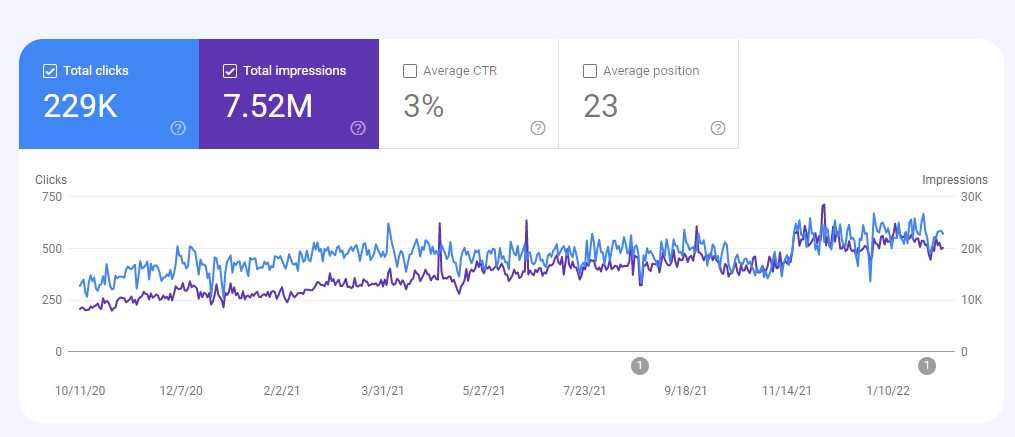 Total clicks
229K
Total impressions
7.52M
Average CTR
3%
Average position
23
Clicks
Impressions
750
30K
500
20K
250
10K
0
0
1
1
10/11/20
12/7/20
2/2/21
3/31/21
5/27/21
7/23/21
9/18/21
11/14/21
1/10/22